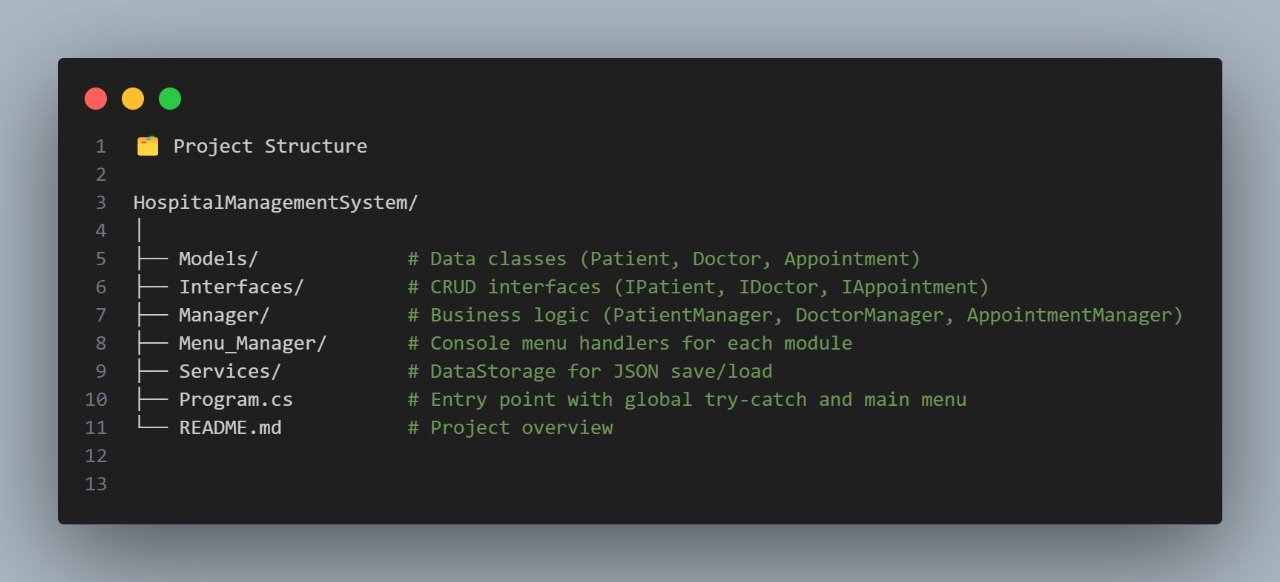 1 🗂️ Project Structure
2
3 HospitalManagementSystem/
4 │
5 ├── Models/ # Data classes (Patient, Doctor, Appointment)
6 ├── Interfaces/ # CRUD interfaces (IPatient, IDoctor, IAppointment)
7 ├── Manager/ # Business logic (PatientManager, DoctorManager, AppointmentManager)
8 ├── Menu_Manager/ # Console menu handlers for each module
9 ├── Services/ # DataStorage for JSON save/load
10 ├── Program.cs # Entry point with global try-catch and main menu
11 └── README.md # Project overview
12
13